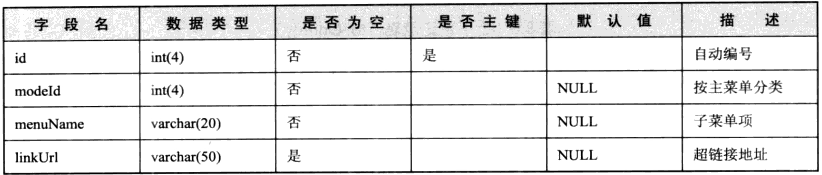 字段名 数据类型 是否为空 是否主键 默认值 描述
id int(4) 否 是 自动编号
modeId int(4) 否 NULL 按主菜单分类
menuName varchar(20) 否 NULL 子菜单项
linkUrl varchar(50) 是 NULL 超链接地址